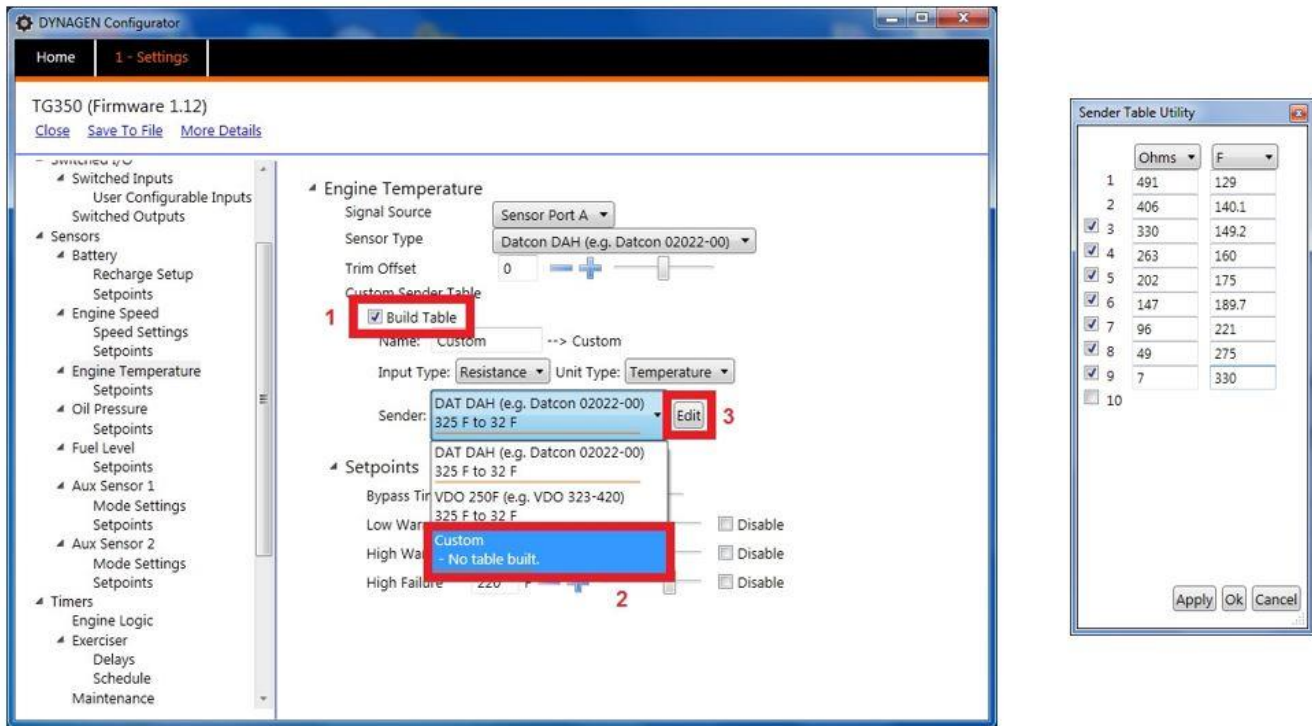 DYNAGEN Configurator
Home 1 - Settings
TG350 (Firmware 1.12)
Close Save To File More Details
Switched I/O
Switched Inputs
User Configurable Inputs
Switched Outputs
Sensors
Battery
Recharge Setup
Setpoints
Engine Speed
Speed Settings
Setpoints
Engine Temperature
Setpoints
Oil Pressure
Setpoints
Fuel Level
Setpoints
Aux Sensor 1
Mode Settings
Setpoints
Aux Sensor 2
Mode Settings
Setpoints
Timers
Engine Logic
Exerciser
Delays
Schedule
Maintenance
Engine Temperature
Signal Source Sensor Port A
Sensor Type Datcon DAH (e.g. Datcon 02022-00)
Trim Offset 0
Custom Sender Table
1 Build Table
Name: Custom --> Custom
Input Type: Resistance Unit Type: Temperature
Sender: DAT DAH (e.g. Datcon 02022-00)
325 F to 32 F
Edit 3
DAT DAH (e.g. Datcon 02022-00)
325 F to 32 F
VDO 250F (e.g. VDO 323-420)
325 F to 32 F
Custom
- No table built.
2
Setpoints
Bypass Tir
Low War Disable
High Wa Disable
High Failure 220 F Disable
Sender Table Utility
Ohms F
1 491 129
2 406 140.1
3 330 149.2
4 263 160
5 202 175
6 147 189.7
7 96 221
8 49 275
9 7 330
10
Apply Ok Cancel